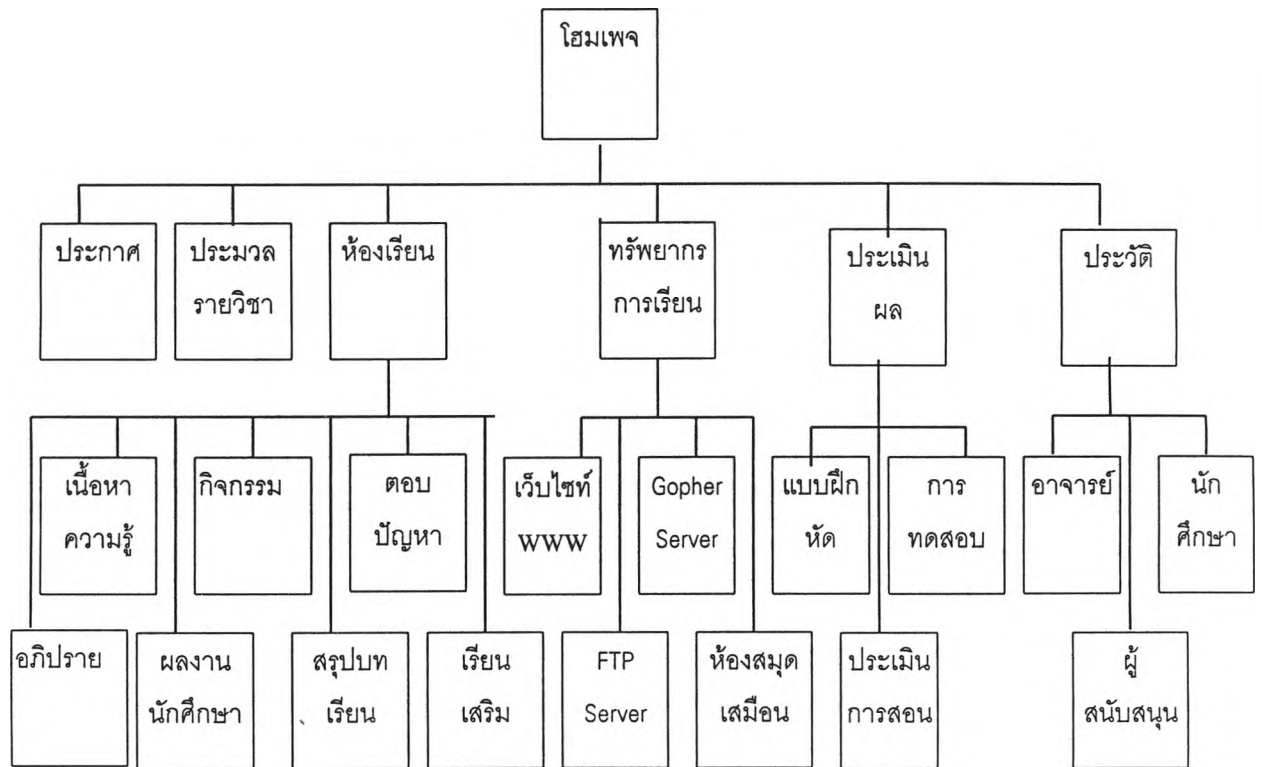 โฮมเพจ
ประกาศ
ประมวล
รายวิชา
ห้องเรียน
ทรัพยากร
การเรียน
ประเมิน
ผล
ประวัติ
เนื้อหา
ความรู้
กิจกรรม
ตอบ
ปัญหา
เว็บไซท์
WWW
Gopher
Server
แบบฝึก
หัด
การ
ทดสอบ
อาจารย์
นัก
ศึกษา
อภิปราย
ผลงาน
นักศึกษา
สรุปบท
เรียน
เรียน
เสริม
FTP
Server
ห้องสมุด
เสมือน
ประเมิน
การสอน
ผู้
สนับสนุน